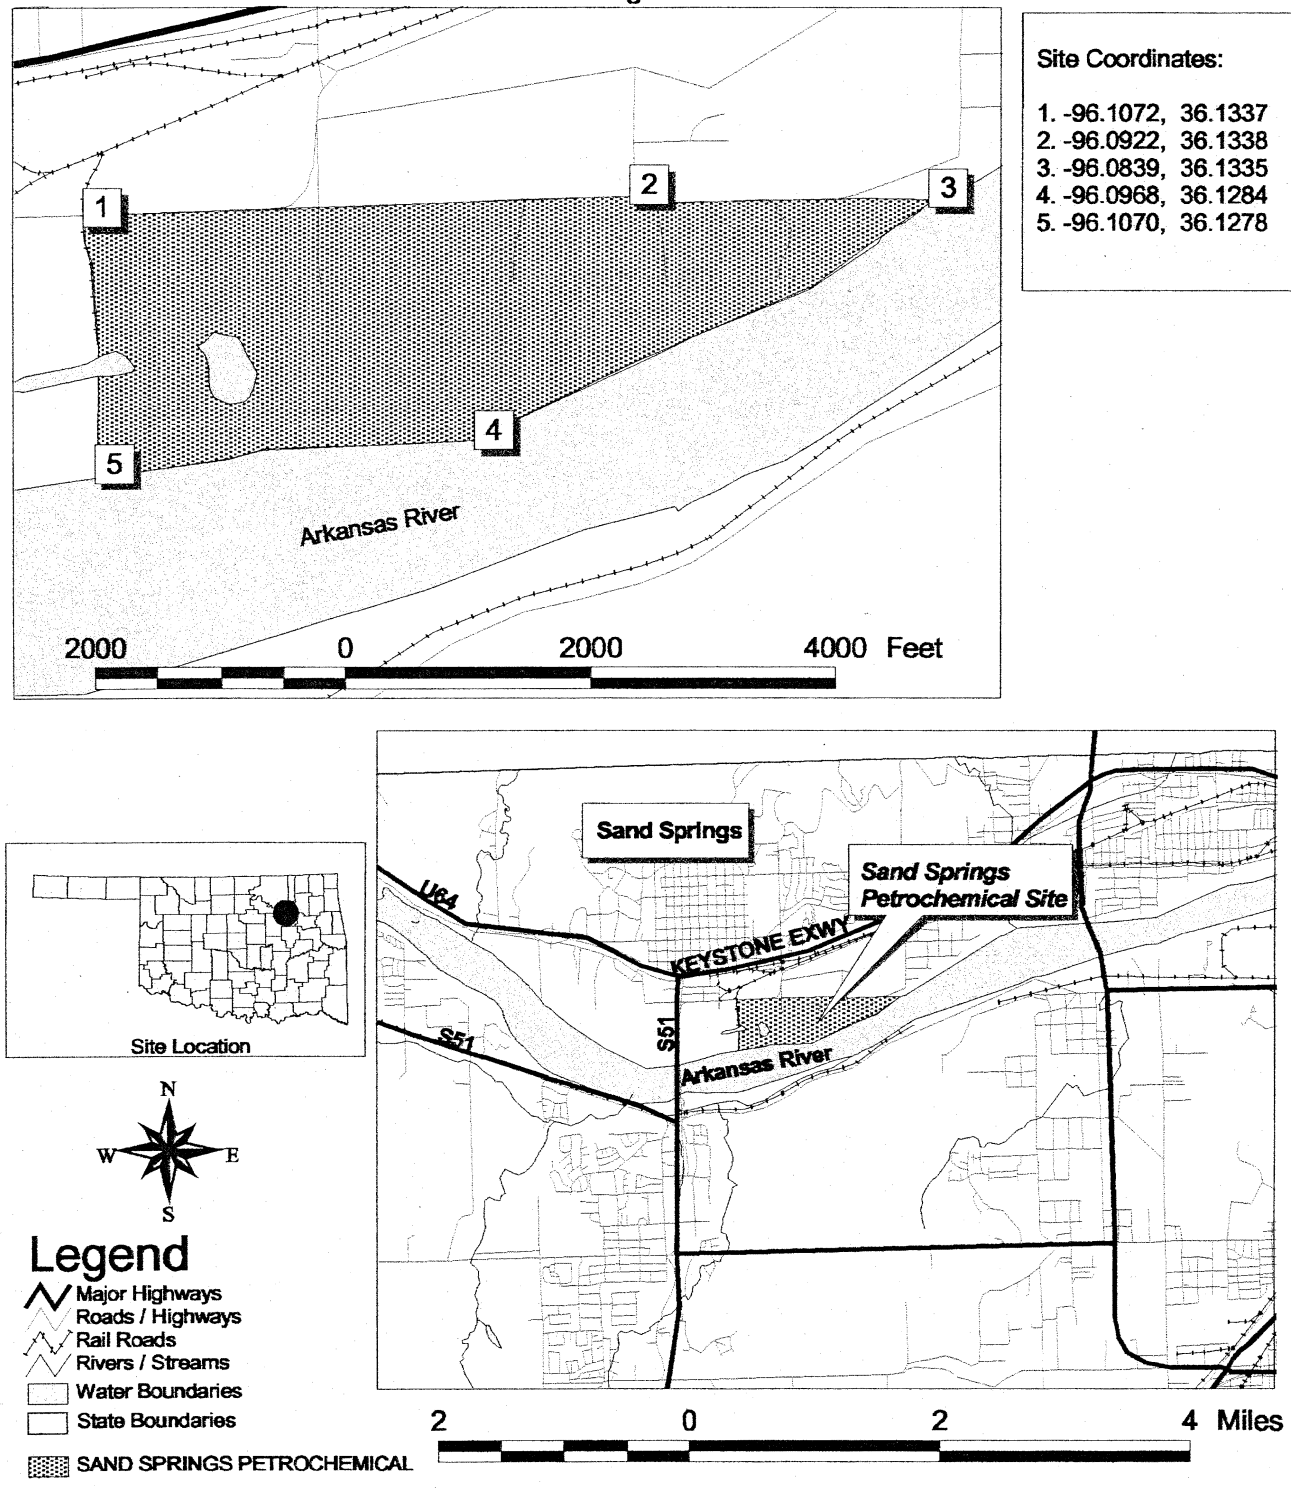 Site Coordinates:
1. -96.1072, 36.1337
2. -96.0922, 36.1338
3. -96.0839, 36.1335
4. -96.0968, 36.1284
5. -96.1070, 36.1278
1
2
3
4
5
Arkansas River
2000 0 2000 4000 Feet
Sand Springs
Sand Springs
Petrochemical Site
U64
KEYSTONE EXWY
S51
S51
Arkansas River
Site Location
N
W E
S
Legend
Major Highways
Roads / Highways
Rail Roads
Rivers / Streams
Water Boundaries
State Boundaries
SAND SPRINGS PETROCHEMICAL
2 0 2 4 Miles